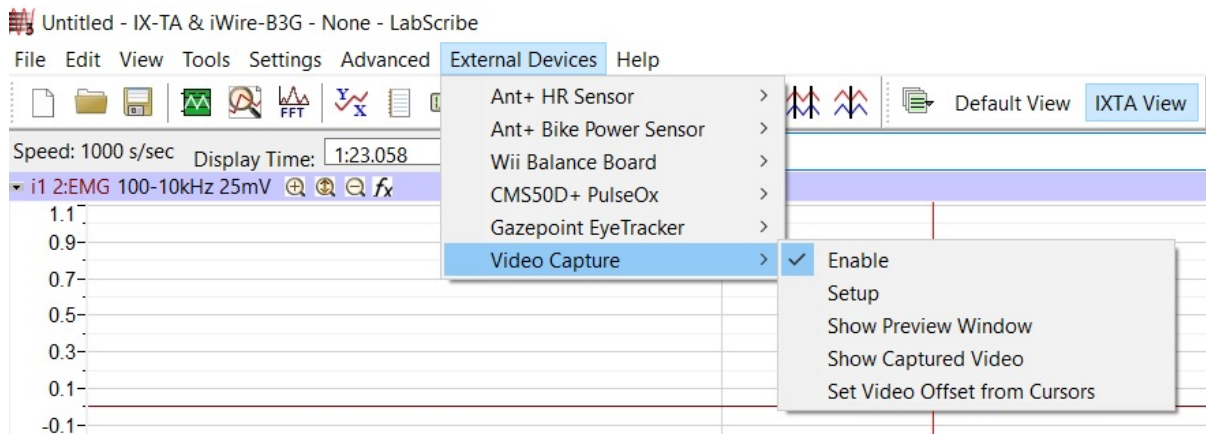 Untitled - IX-TA & iWire-B3G - None - LabScribe
File Edit View Tools Settings Advanced External Devices Help
FFT Y X Default View IXTA View
Speed: 1000 s/sec Display Time: 1:23.058
i1 2:EMG 100-10kHz 25mV fx
Ant+ HR Sensor
Ant+ Bike Power Sensor
Wii Balance Board
CMS50D+ PulseOx
Gazepoint EyeTracker
Video Capture
Enable
Setup
Show Preview Window
Show Captured Video
Set Video Offset from Cursors
1.1
0.9
0.7
0.5
0.3
0.1
-0.1